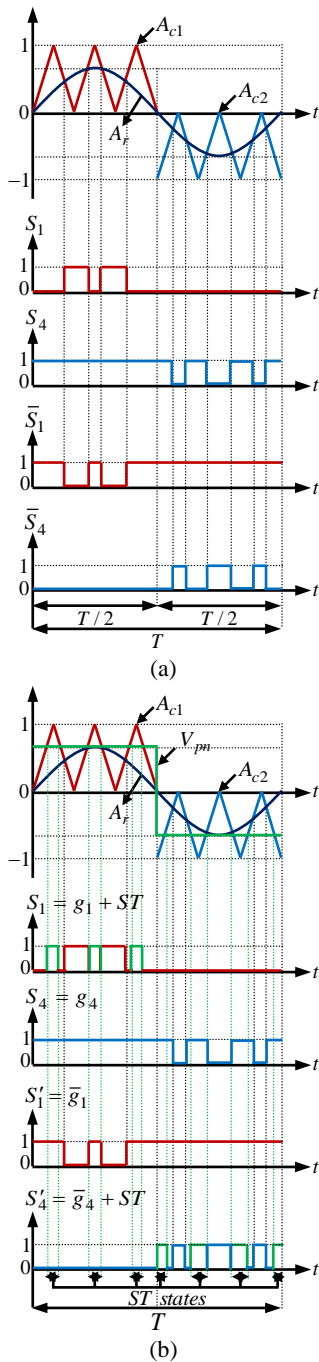 1
A_{c1}
A_{c2}
0
t
A_r
−1
S_1
1
0
t
S_4
1
0
t
S̅_1
1
0
t
S̅_4
1
0
t
T / 2
T / 2
T
(a)
1
A_{c1}
V_{pn}
A_{c2}
0
t
A_r
−1
S_1 = g_1 + ST
1
0
t
S_4 = g_4
1
0
t
S′_1 = g̅_1
1
0
t
S′_4 = g̅_4 + ST
1
0
t
ST states
T
(b)